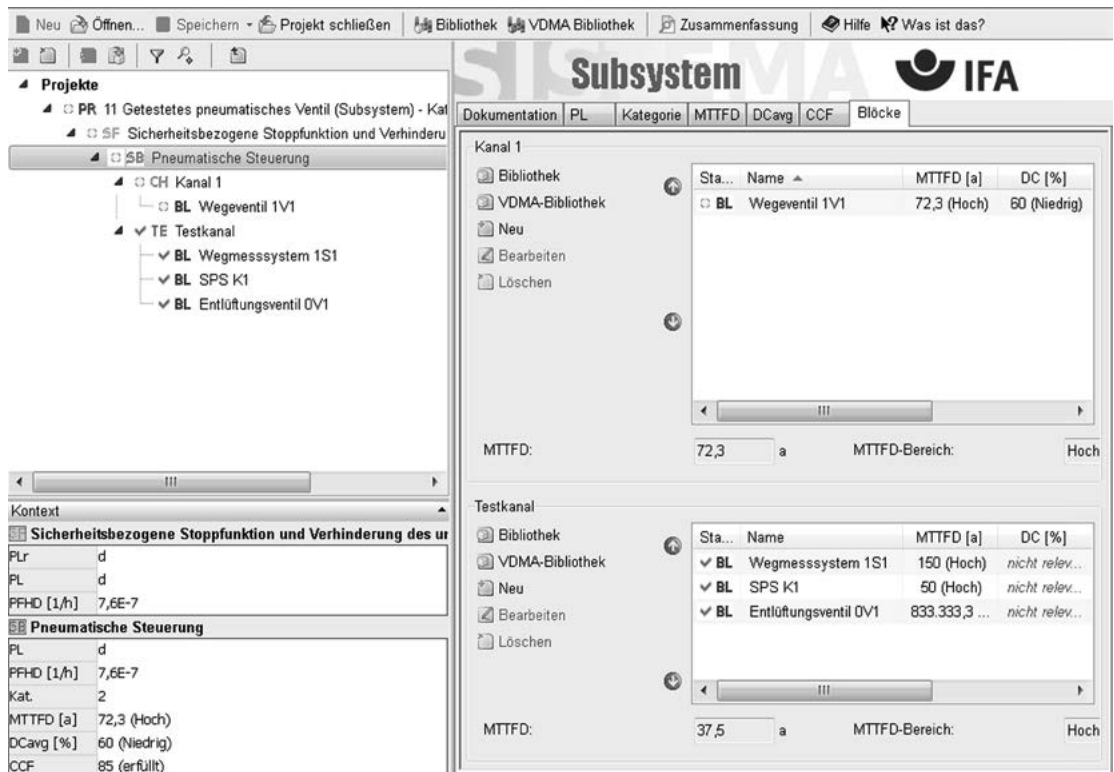 Neu Öffnen... Speichern Projekt schließen Bibliothek VDMA Bibliothek Zusammenfassung Hilfe Was ist das?
SISTEMA
Subsystem IFA
Projekte
PR 11 Getestetes pneumatisches Ventil (Subsystem) - Kat
SF Sicherheitsbezogene Stoppfunktion und Verhinderu
SB Pneumatische Steuerung
CH Kanal 1
BL Wegeventil 1V1
TE Testkanal
BL Wegmesssystem 1S1
BL SPS K1
BL Entlüftungsventil 0V1
Kontext
SF Sicherheitsbezogene Stoppfunktion und Verhinderung des ur
PLr d
PL d
PFHD [1/h] 7,6E-7
SB Pneumatische Steuerung
PL d
PFHD [1/h] 7,6E-7
Kat. 2
MTTFD [a] 72,3 (Hoch)
DCavg [%] 60 (Niedrig)
CCF 85 (erfüllt)
Dokumentation PL Kategorie MTTFD DCavg CCF Blöcke
Kanal 1
Bibliothek
VDMA-Bibliothek
Neu
Bearbeiten
Löschen
Sta... Name MTTFD [a] DC [%]
BL Wegeventil 1V1 72,3 (Hoch) 60 (Niedrig)
MTTFD: 72,3 a MTTFD-Bereich: Hoch
Testkanal
Bibliothek
VDMA-Bibliothek
Neu
Bearbeiten
Löschen
Sta... Name MTTFD [a] DC [%]
BL Wegmesssystem 1S1 150 (Hoch) nicht relev...
BL SPS K1 50 (Hoch) nicht relev...
BL Entlüftungsventil 0V1 833.333,3 ... nicht relev...
MTTFD: 37,5 a MTTFD-Bereich: Hoch